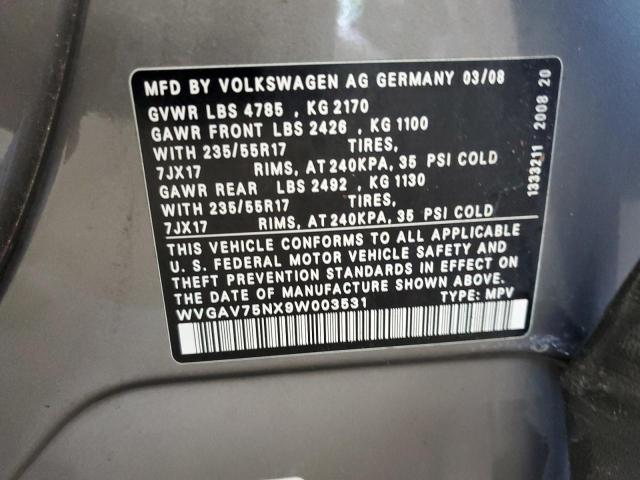 MFD BY VOLKSWAGEN AG GERMANY 03/08
GVWR LBS 4785 , KG 2170
GAWR FRONT LBS 2426 , KG 1100
WITH 235/55R17 TIRES,
7JX17 RIMS, AT 240KPA, 35 PSI COLD
GAWR REAR LBS 2492 , KG 1130
WITH 235/55R17 TIRES,
7JX17 RIMS, AT 240KPA, 35 PSI COLD
THIS VEHICLE CONFORMS TO ALL APPLICABLE
U. S. FEDERAL MOTOR VEHICLE SAFETY AND
THEFT PREVENTION STANDARDS IN EFFECT ON
THE DATE OF MANUFACTURE SHOWN ABOVE.
WVGAV75NX9W003531 TYPE: MPV
1333211 2008 20